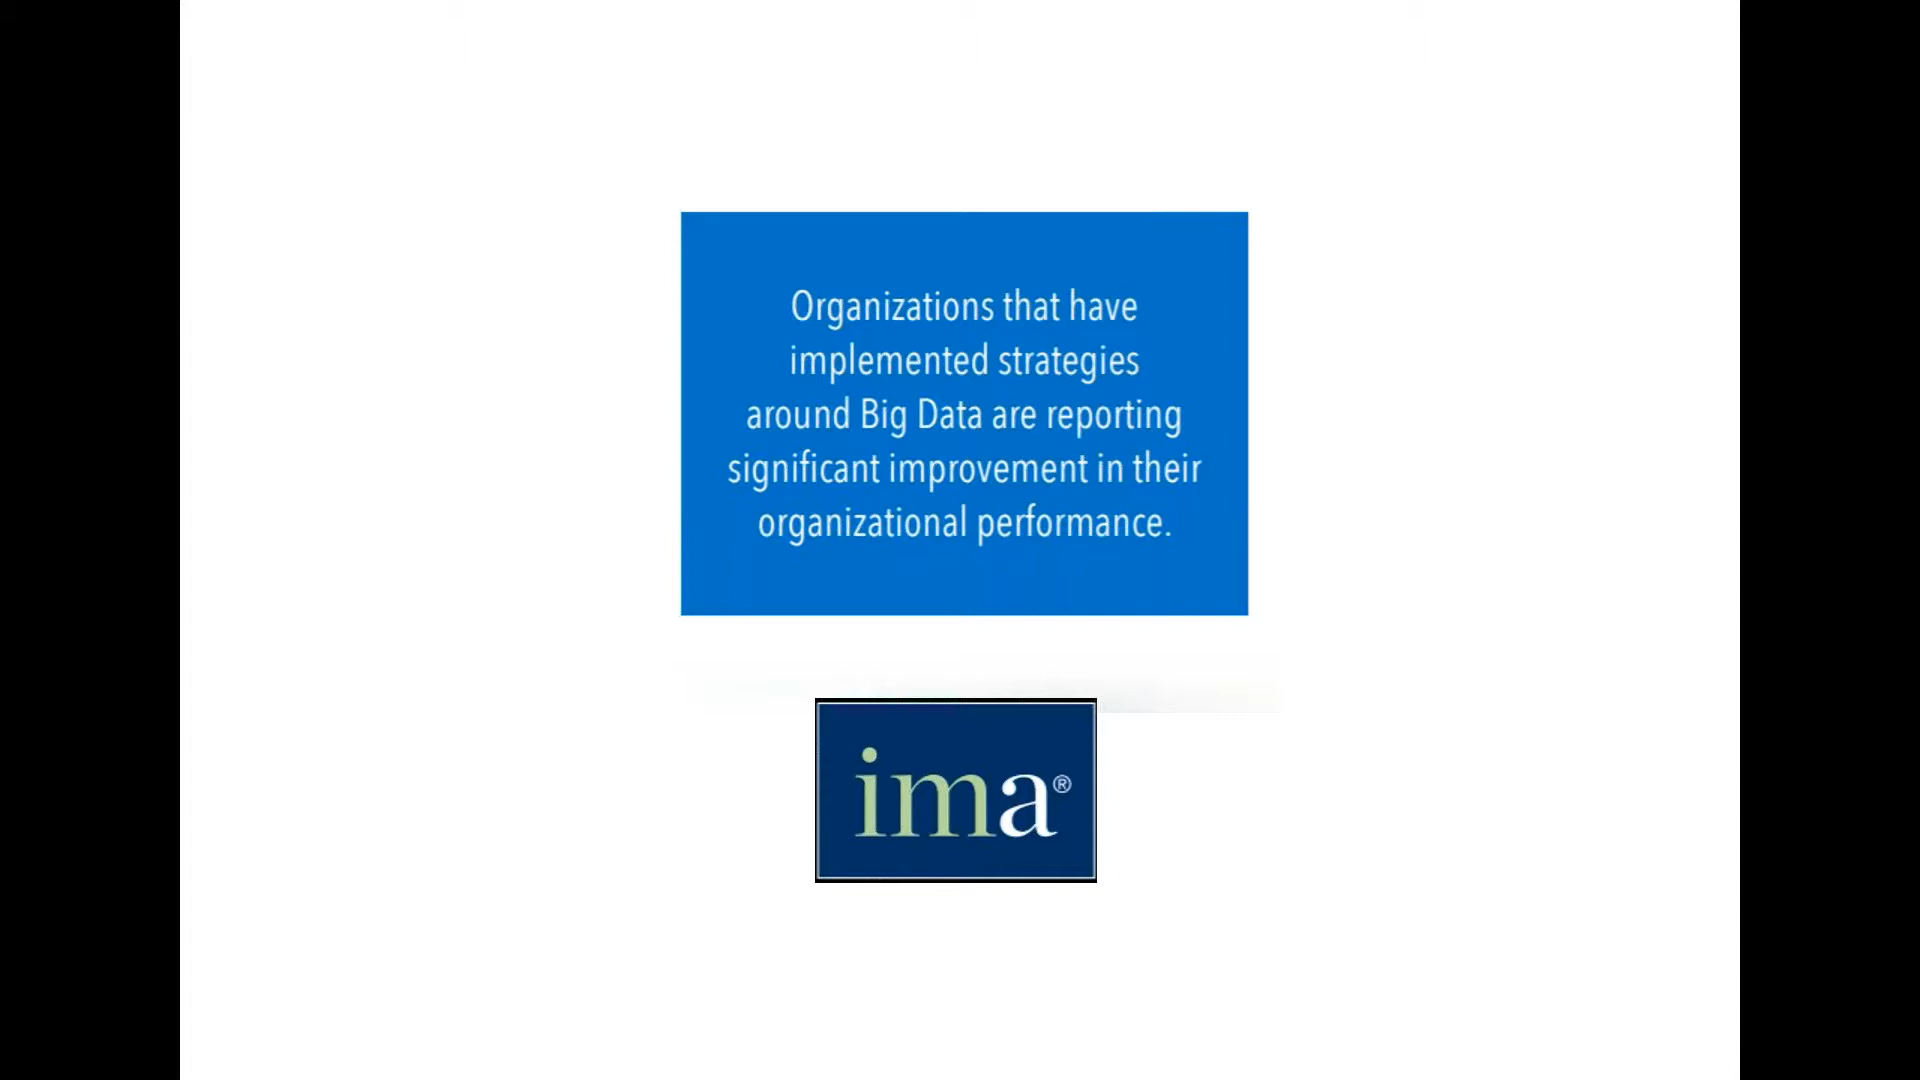 Organizations that have
implemented strategies
around Big Data are reporting
significant improvement in their
organizational performance.
ima®